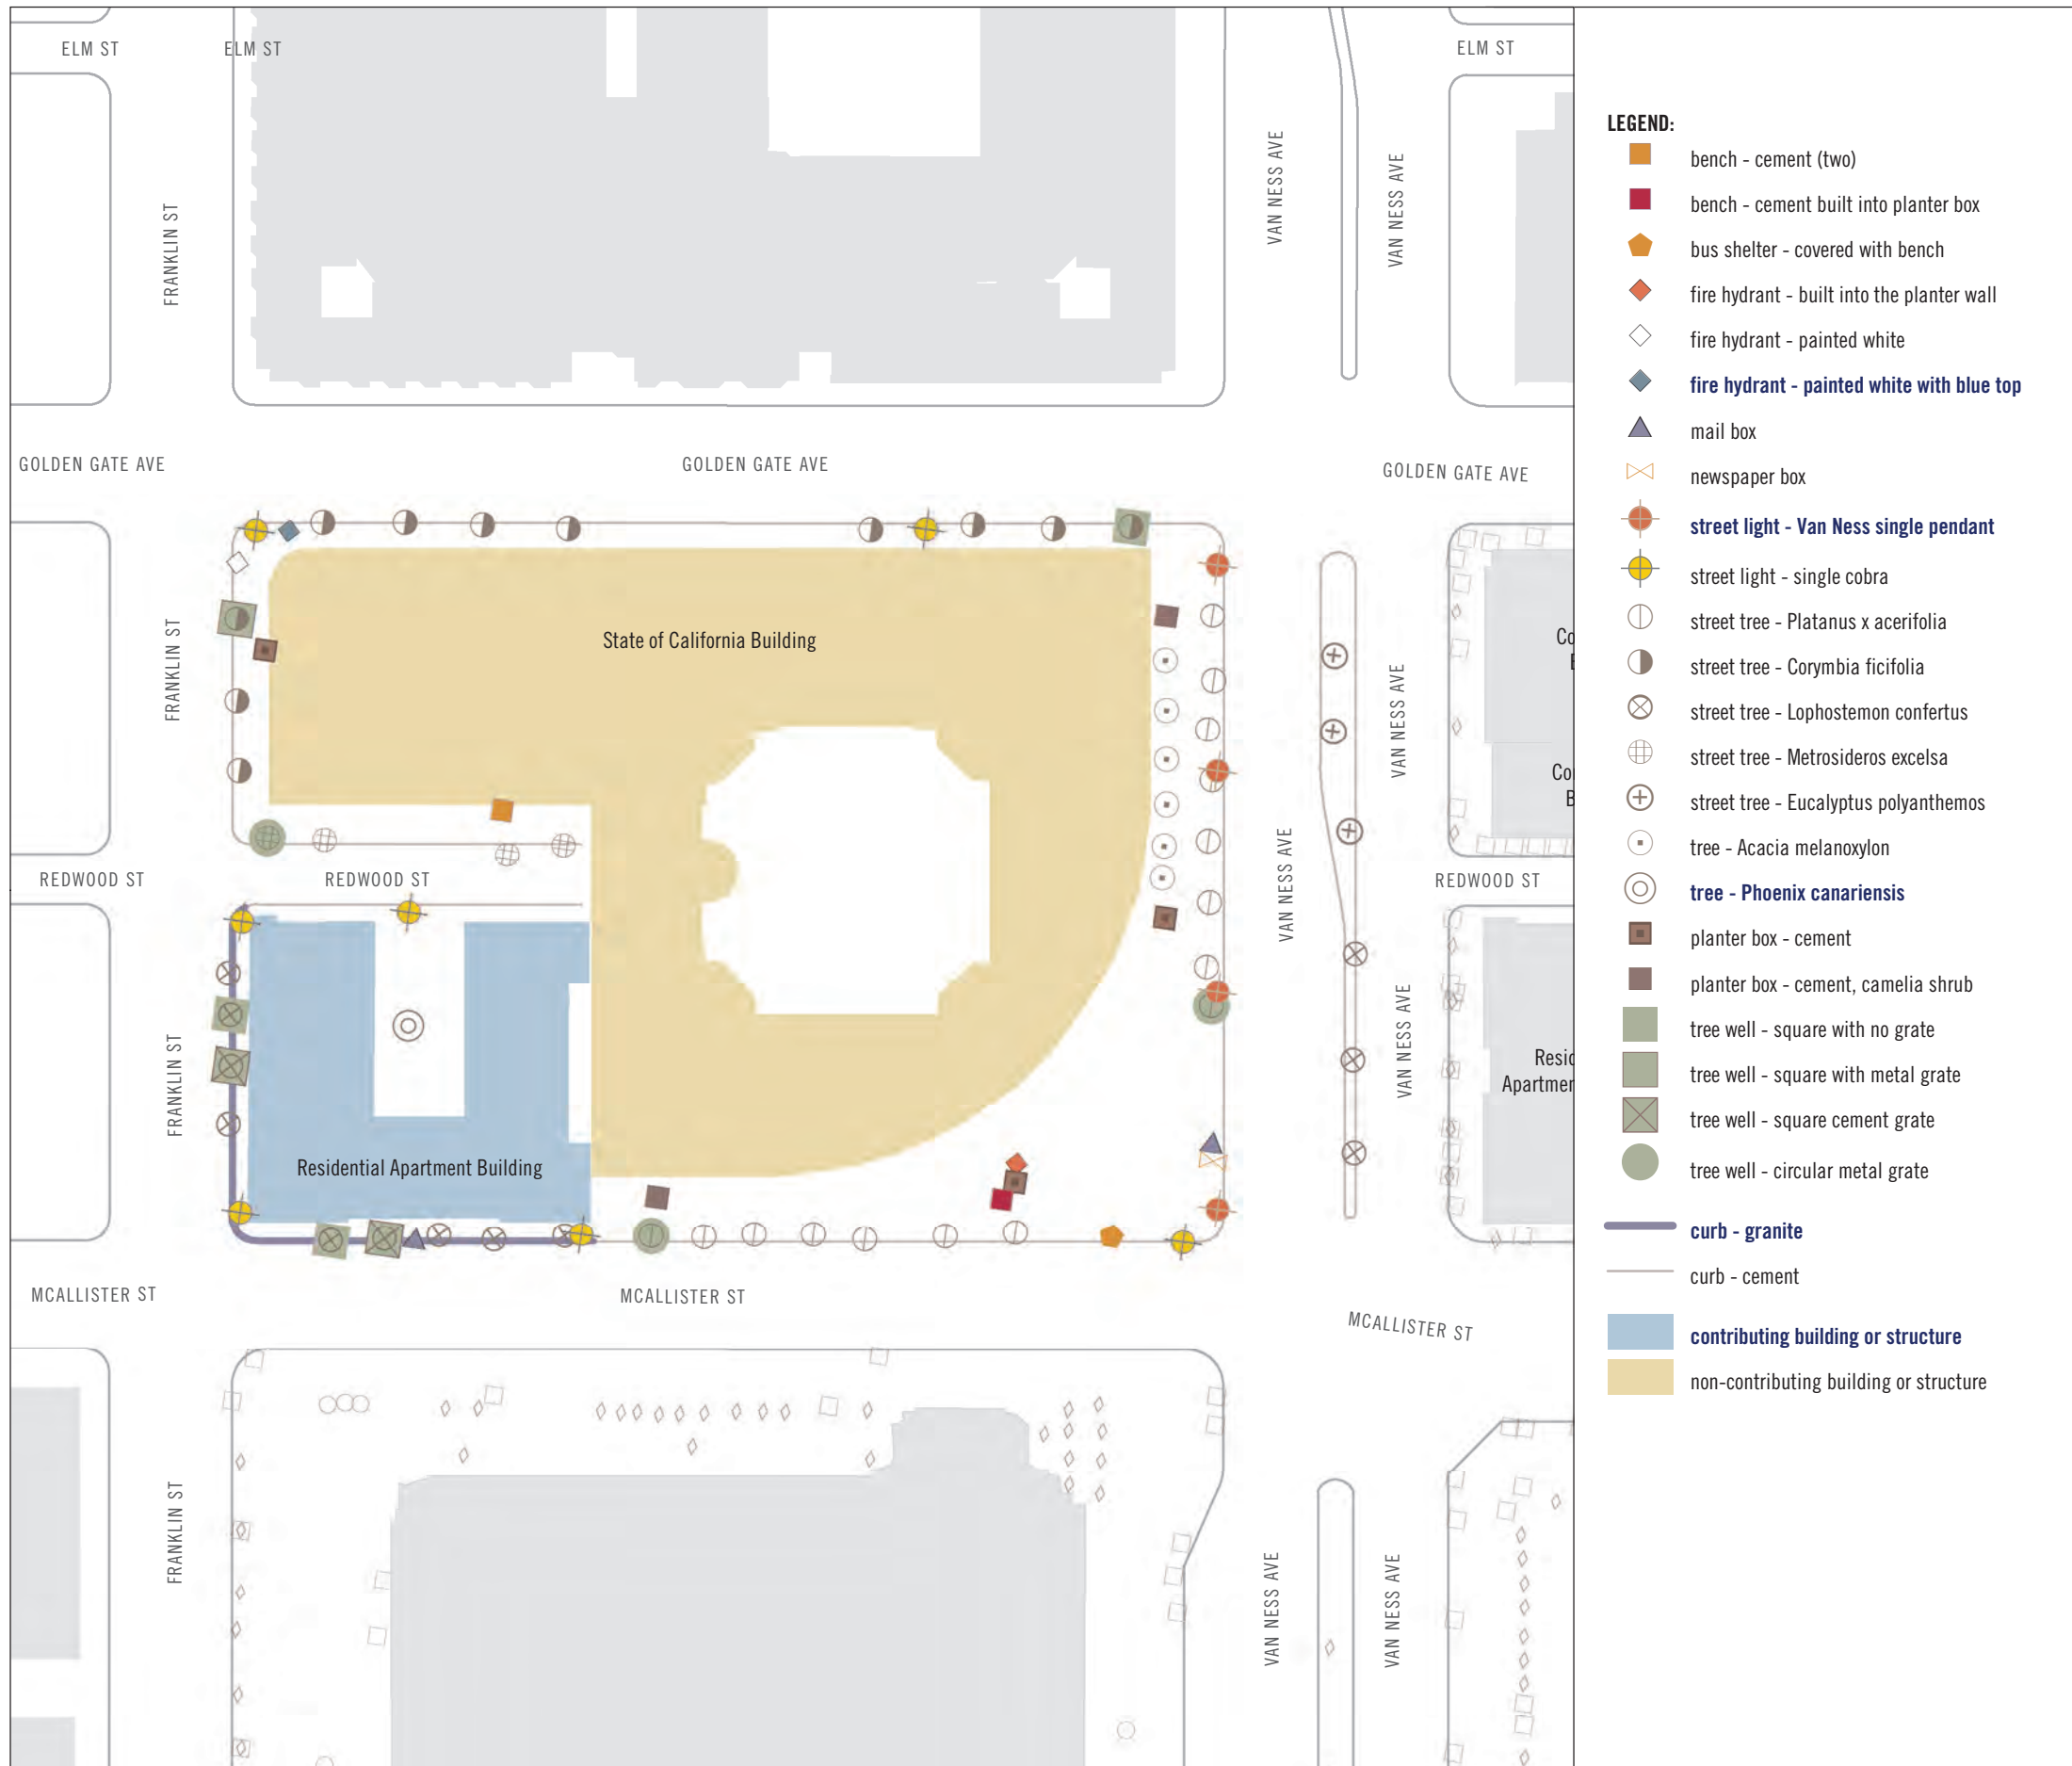 ELM ST
ELM ST
ELM ST
FRANKLIN ST
VAN NESS AVE
VAN NESS AVE
GOLDEN GATE AVE
GOLDEN GATE AVE
GOLDEN GATE AVE
State of California Building
FRANKLIN ST
VAN NESS AVE
VAN NESS AVE
REDWOOD ST
REDWOOD ST
REDWOOD ST
FRANKLIN ST
VAN NESS AVE
Residential Apartment Building
MCALLISTER ST
MCALLISTER ST
MCALLISTER ST
FRANKLIN ST
VAN NESS AVE
VAN NESS AVE
LEGEND:
bench - cement (two)
bench - cement built into planter box
bus shelter - covered with bench
fire hydrant - built into the planter wall
fire hydrant - painted white
fire hydrant - painted white with blue top
mail box
newspaper box
street light - Van Ness single pendant
street light - single cobra
street tree - Platanus x acerifolia
street tree - Corymbia ficifolia
street tree - Lophostemon confertus
street tree - Metrosideros excelsa
street tree - Eucalyptus polyanthemos
tree - Acacia melanoxylon
tree - Phoenix canariensis
planter box - cement
planter box - cement, camelia shrub
tree well - square with no grate
tree well - square with metal grate
tree well - square cement grate
tree well - circular metal grate
curb - granite
curb - cement
contributing building or structure
non-contributing building or structure